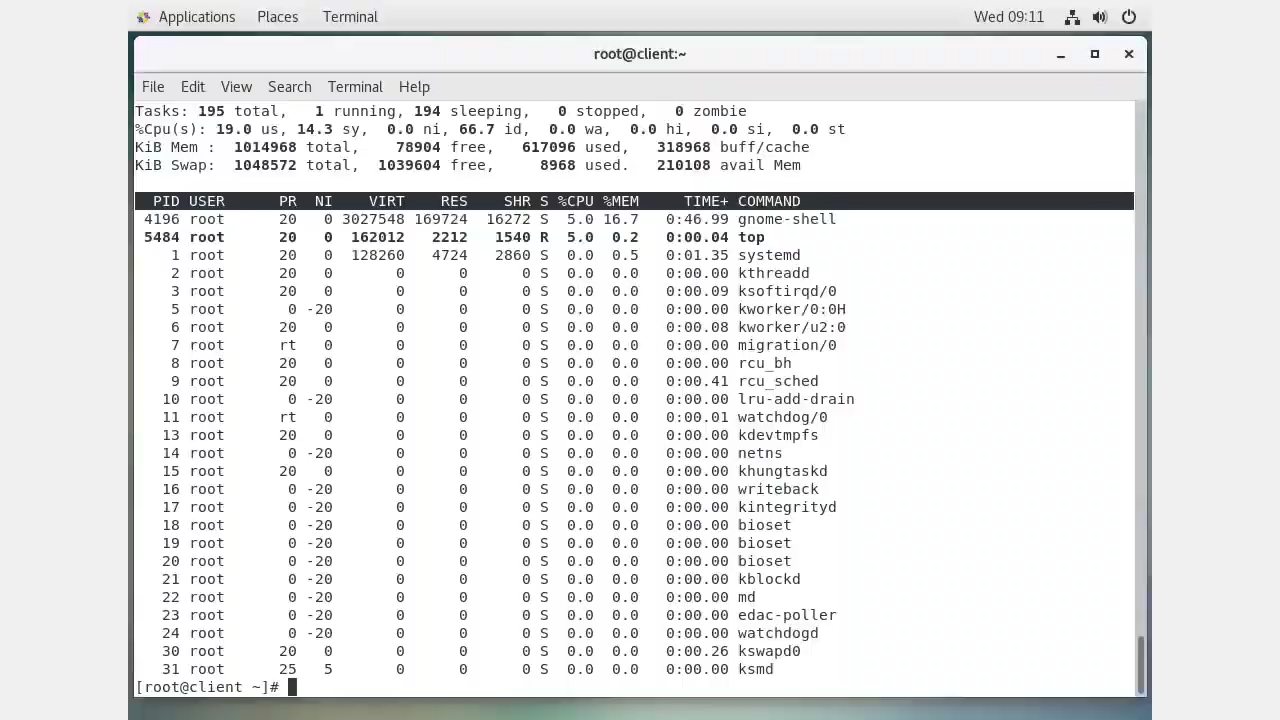 Applications Places Terminal Wed 09:11
root@client:~
File Edit View Search Terminal Help
Tasks: 195 total,   1 running, 194 sleeping,   0 stopped,   0 zombie
%Cpu(s): 19.0 us, 14.3 sy,  0.0 ni, 66.7 id,  0.0 wa,  0.0 hi,  0.0 si,  0.0 st
KiB Mem :  1014968 total,    78904 free,   617096 used,   318968 buff/cache
KiB Swap:  1048572 total,  1039604 free,     8968 used.   210108 avail Mem
  PID USER      PR  NI    VIRT    RES    SHR S %CPU %MEM     TIME+ COMMAND
 4196 root      20   0 3027548 169724  16272 S  5.0 16.7   0:46.99 gnome-shell
 5484 root      20   0  162012   2212   1540 R  5.0  0.2   0:00.04 top
    1 root      20   0  128260   4724   2860 S  0.0  0.5   0:01.35 systemd
    2 root      20   0       0      0      0 S  0.0  0.0   0:00.00 kthreadd
    3 root      20   0       0      0      0 S  0.0  0.0   0:00.09 ksoftirqd/0
    5 root       0 -20       0      0      0 S  0.0  0.0   0:00.00 kworker/0:0H
    6 root      20   0       0      0      0 S  0.0  0.0   0:00.08 kworker/u2:0
    7 root      rt   0       0      0      0 S  0.0  0.0   0:00.00 migration/0
    8 root      20   0       0      0      0 S  0.0  0.0   0:00.00 rcu_bh
    9 root      20   0       0      0      0 S  0.0  0.0   0:00.41 rcu_sched
   10 root       0 -20       0      0      0 S  0.0  0.0   0:00.00 lru-add-drain
   11 root      rt   0       0      0      0 S  0.0  0.0   0:00.01 watchdog/0
   13 root      20   0       0      0      0 S  0.0  0.0   0:00.00 kdevtmpfs
   14 root       0 -20       0      0      0 S  0.0  0.0   0:00.00 netns
   15 root      20   0       0      0      0 S  0.0  0.0   0:00.00 khungtaskd
   16 root       0 -20       0      0      0 S  0.0  0.0   0:00.00 writeback
   17 root       0 -20       0      0      0 S  0.0  0.0   0:00.00 kintegrityd
   18 root       0 -20       0      0      0 S  0.0  0.0   0:00.00 bioset
   19 root       0 -20       0      0      0 S  0.0  0.0   0:00.00 bioset
   20 root       0 -20       0      0      0 S  0.0  0.0   0:00.00 bioset
   21 root       0 -20       0      0      0 S  0.0  0.0   0:00.00 kblockd
   22 root       0 -20       0      0      0 S  0.0  0.0   0:00.00 md
   23 root       0 -20       0      0      0 S  0.0  0.0   0:00.00 edac-poller
   24 root       0 -20       0      0      0 S  0.0  0.0   0:00.00 watchdogd
   30 root      20   0       0      0      0 S  0.0  0.0   0:00.26 kswapd0
   31 root      25   5       0      0      0 S  0.0  0.0   0:00.00 ksmd
[root@client ~]#